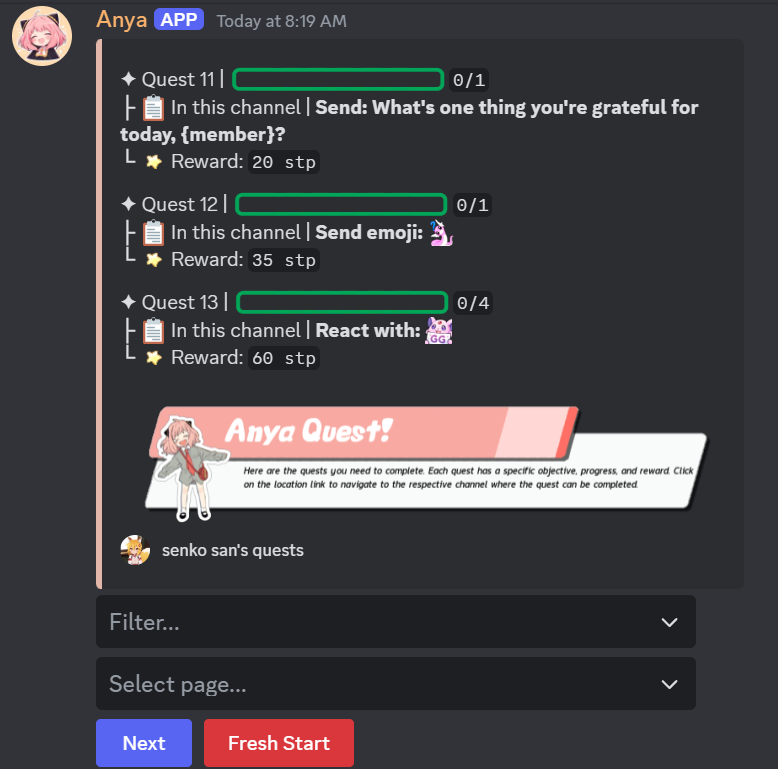 Anya APP Today at 8:19 AM
✦ Quest 11 | 0/1
├ 📋 In this channel | Send: What's one thing you're grateful for
today, {member}?
└ ⭐ Reward: 20 stp
✦ Quest 12 | 0/1
├ 📋 In this channel | Send emoji:
└ ⭐ Reward: 35 stp
✦ Quest 13 | 0/4
├ 📋 In this channel | React with: GG
└ ⭐ Reward: 60 stp
Anya Quest!
Here are the quests you need to complete. Each quest has a specific objective, progress, and reward. Click
on the location link to navigate to the respective channel where the quest can be completed.
senko san's quests
Filter...
Select page...
Next Fresh Start